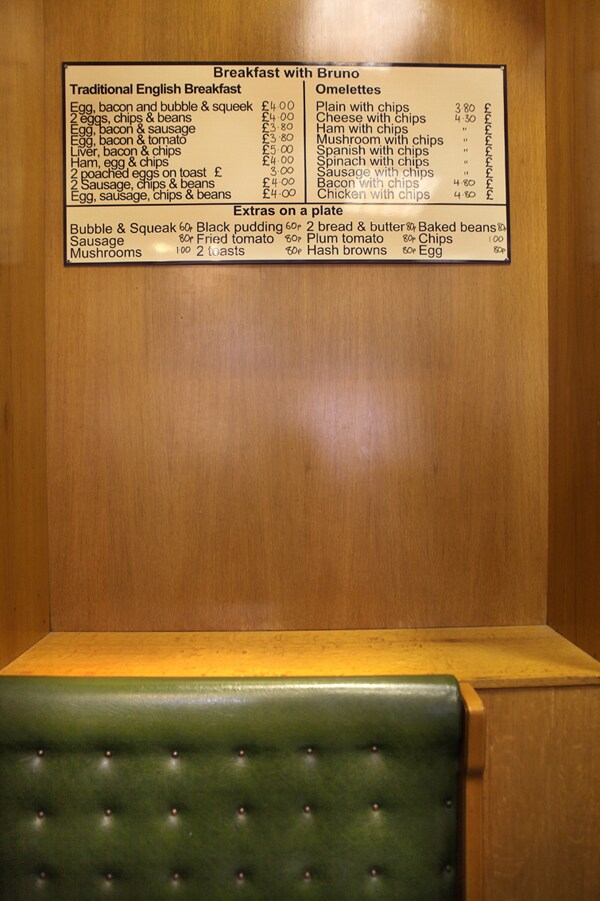 Breakfast with Bruno
Traditional English Breakfast
Egg, bacon and bubble & squeek £4.00
2 eggs, chips & beans £4.00
Egg, bacon & sausage £3.80
Egg, bacon & tomato £3.80
Liver, bacon & chips £5.00
Ham, egg & chips £4.00
2 poached eggs on toast £ 3.00
2 Sausage, chips & beans £4.00
Egg, sausage, chips & beans £4.00
Omelettes
Plain with chips 3.80 £
Cheese with chips 4.30 £
Ham with chips " £
Mushroom with chips " £
Spanish with chips " £
Spinach with chips " £
Sausage with chips " £
Bacon with chips 4.80 £
Chicken with chips 4.80 £
Extras on a plate
Bubble & Squeak 60p Black pudding 60p 2 bread & butter 80p Baked beans 80p
Sausage 80p Fried tomato 80p Plum tomato 80p Chips 1.00
Mushrooms 1.00 2 toasts 80p Hash browns 80p Egg 80p